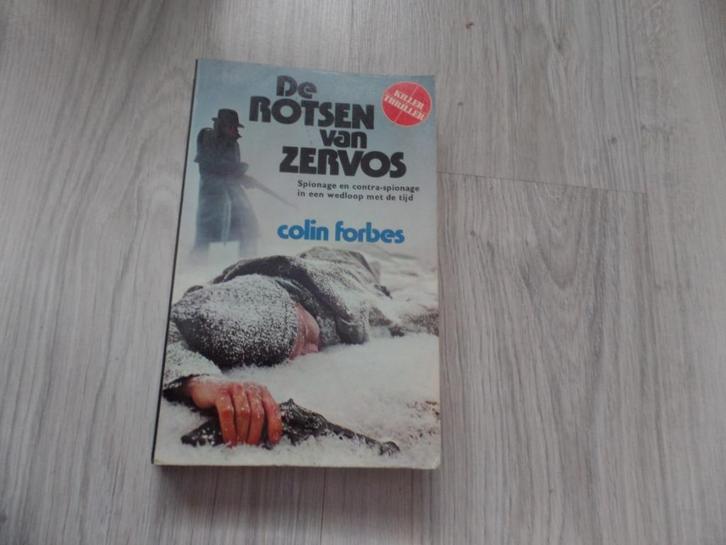 De
ROTSEN
van
ZERVOS
KILLER
THRILLER
Spionage en contra-spionage
in een wedloop met de tijd
colin forbes